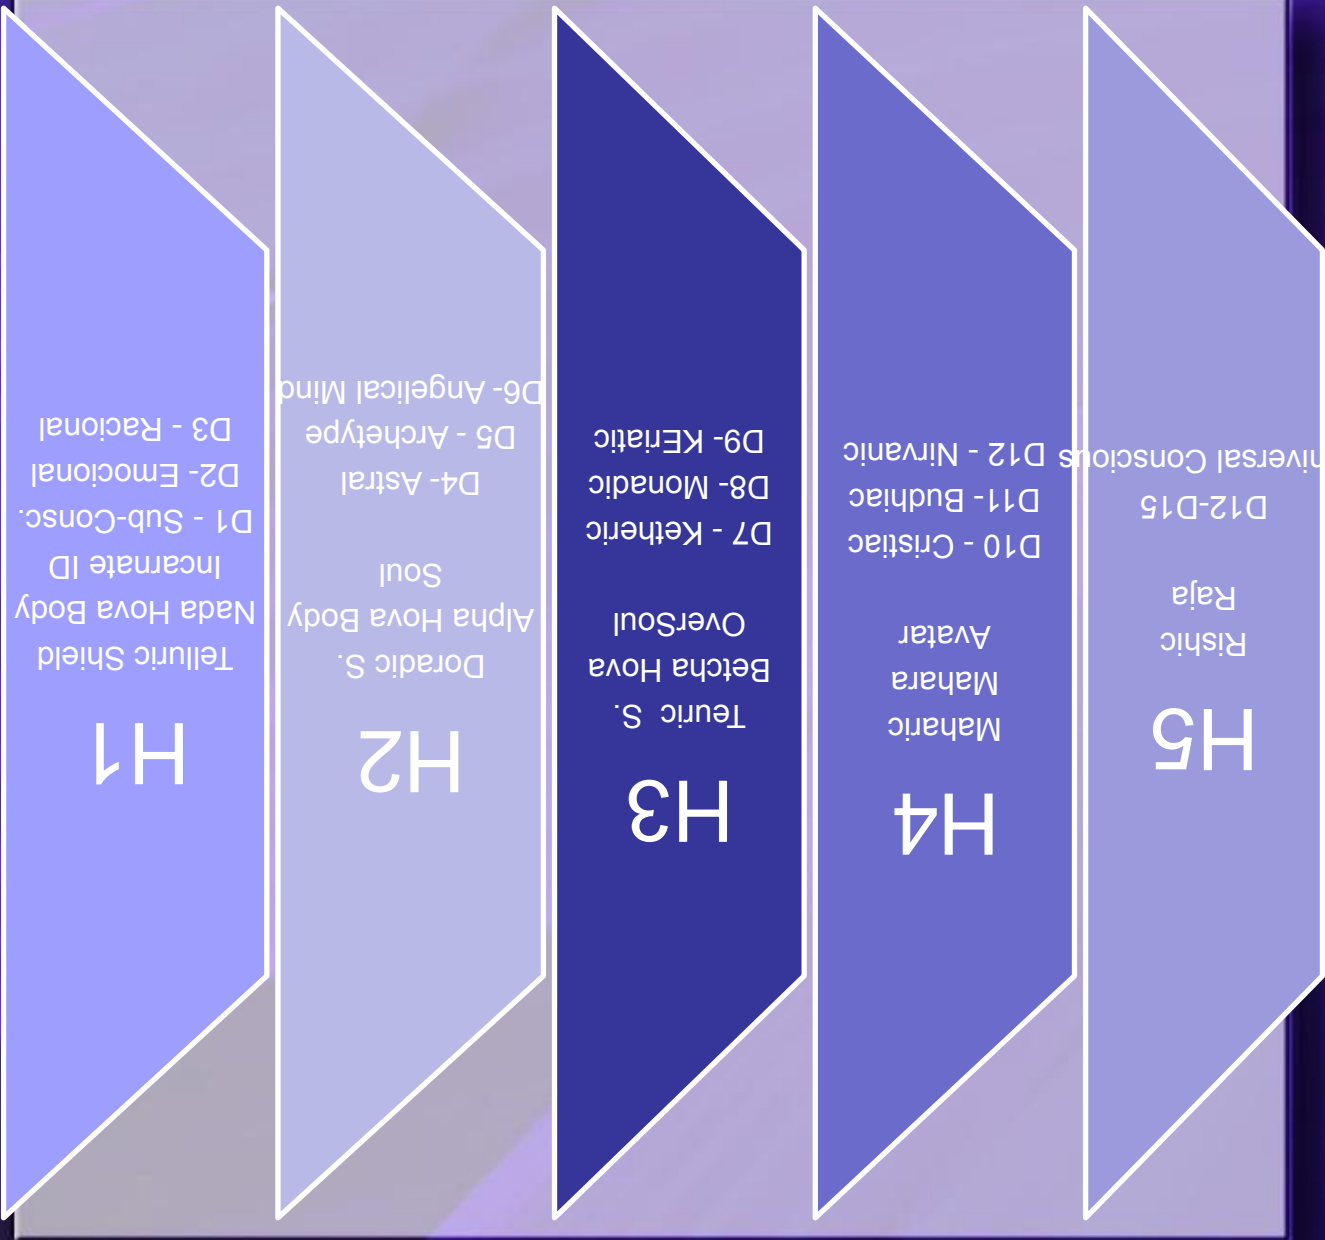 H1
Telluric Shield
Nada Hova Body
Incarnate ID
D1 - Sub-Consc.
D2- Emocional
D3 - Racional
H2
Doradic S.
Alpha Hova Body
Soul
D4- Astral
D5 - Archetype
D6- Angelical Mind
H3
Teuric S.
Betcha Hova
OverSoul
D7 - Ketheric
D8- Monadic
D9- KEriatic
H4
Maharic
Mahara
Avatar
D10 - Cristiac
D11- Budhiac
D12 - Nirvanic
H5
Rishic
Raja
D12-D15
niversal Conscious